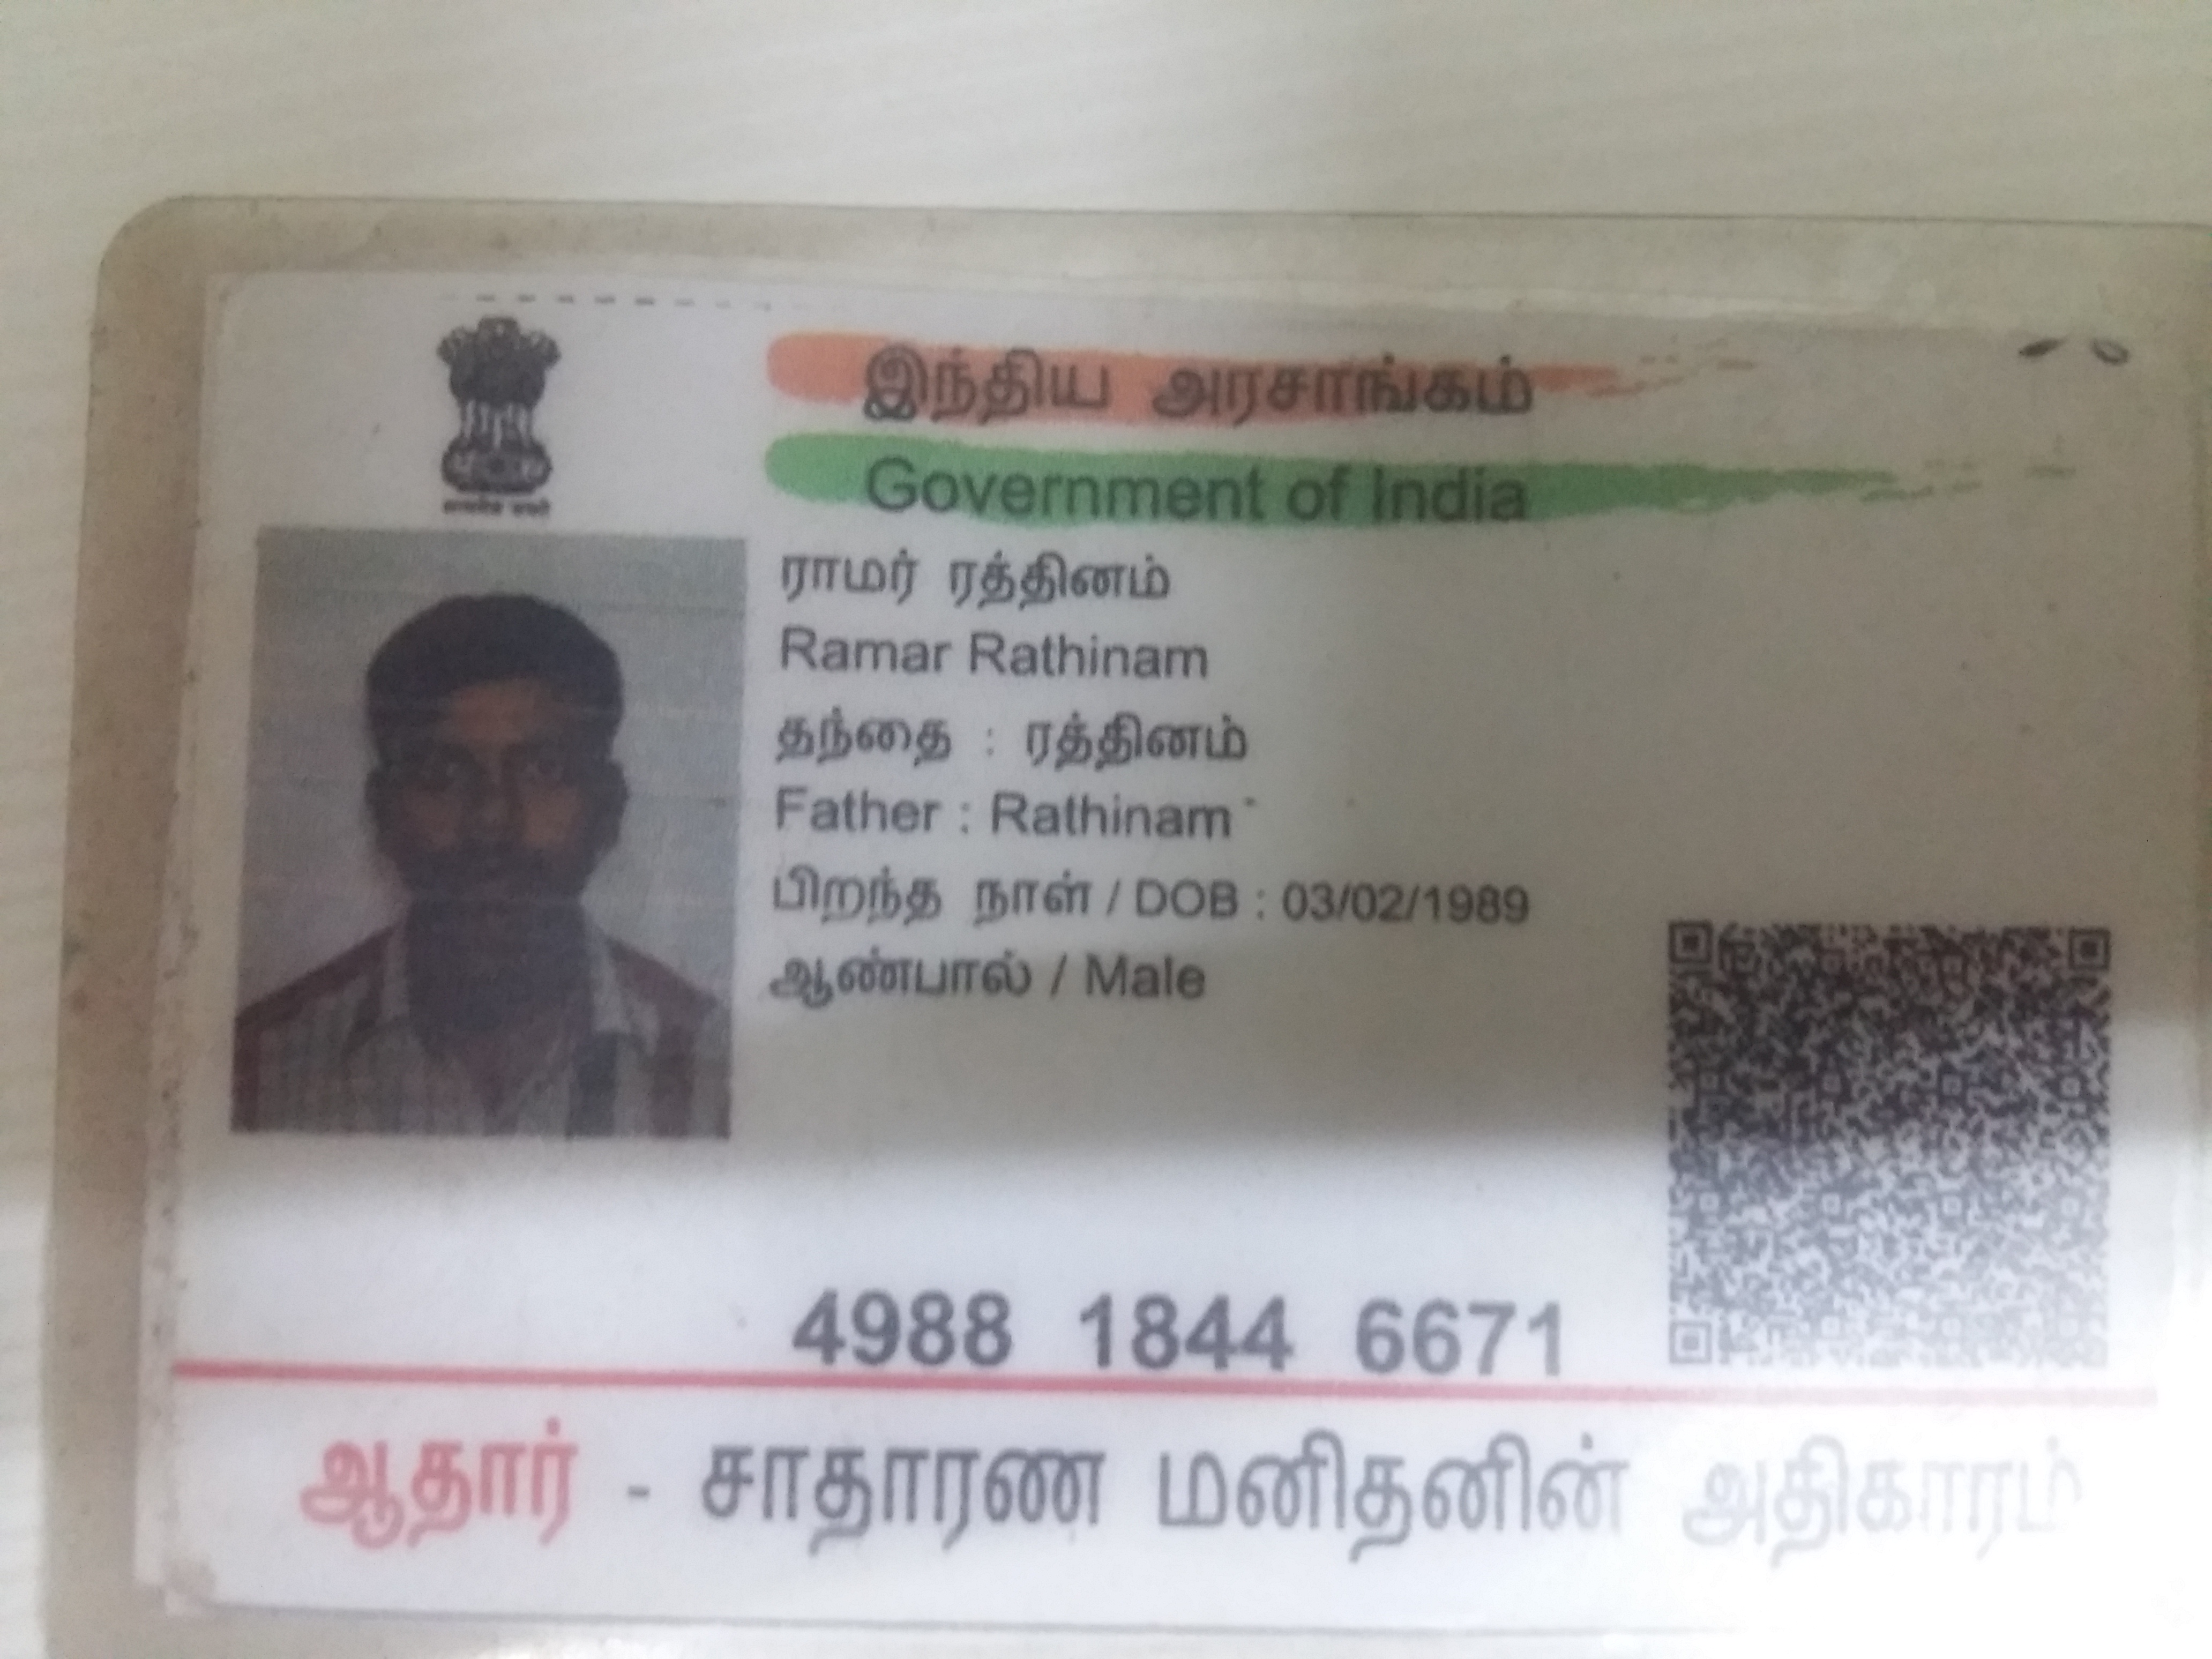 இந்திய அரசாங்கம்
Government of India
ராமர் ரத்தினம்
Ramar Rathinam
தந்தை : ரத்தினம்
Father : Rathinam
பிறந்த நாள் / DOB : 03/02/1989
ஆண்பால் / Male
4988 1844 6671
ஆதார் - சாதாரண மனிதனின் அதிகாரம்